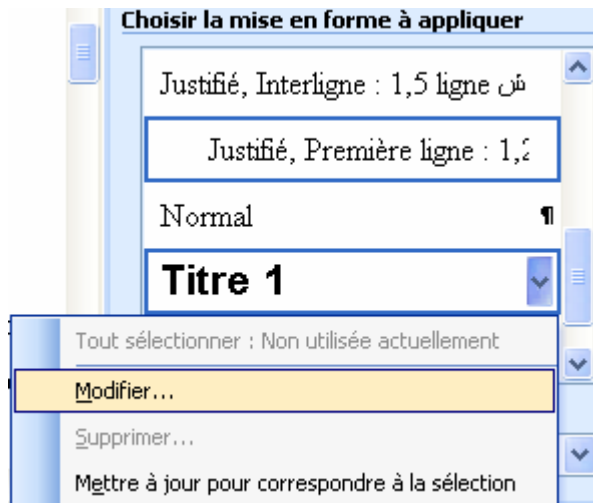 Choisir la mise en forme à appliquer
Justifié, Interligne : 1,5 ligne
Justifié, Première ligne : 1,2
Normal ¶
Titre 1
Tout sélectionner : Non utilisée actuellement
Modifier...
Supprimer...
Mettre à jour pour correspondre à la sélection